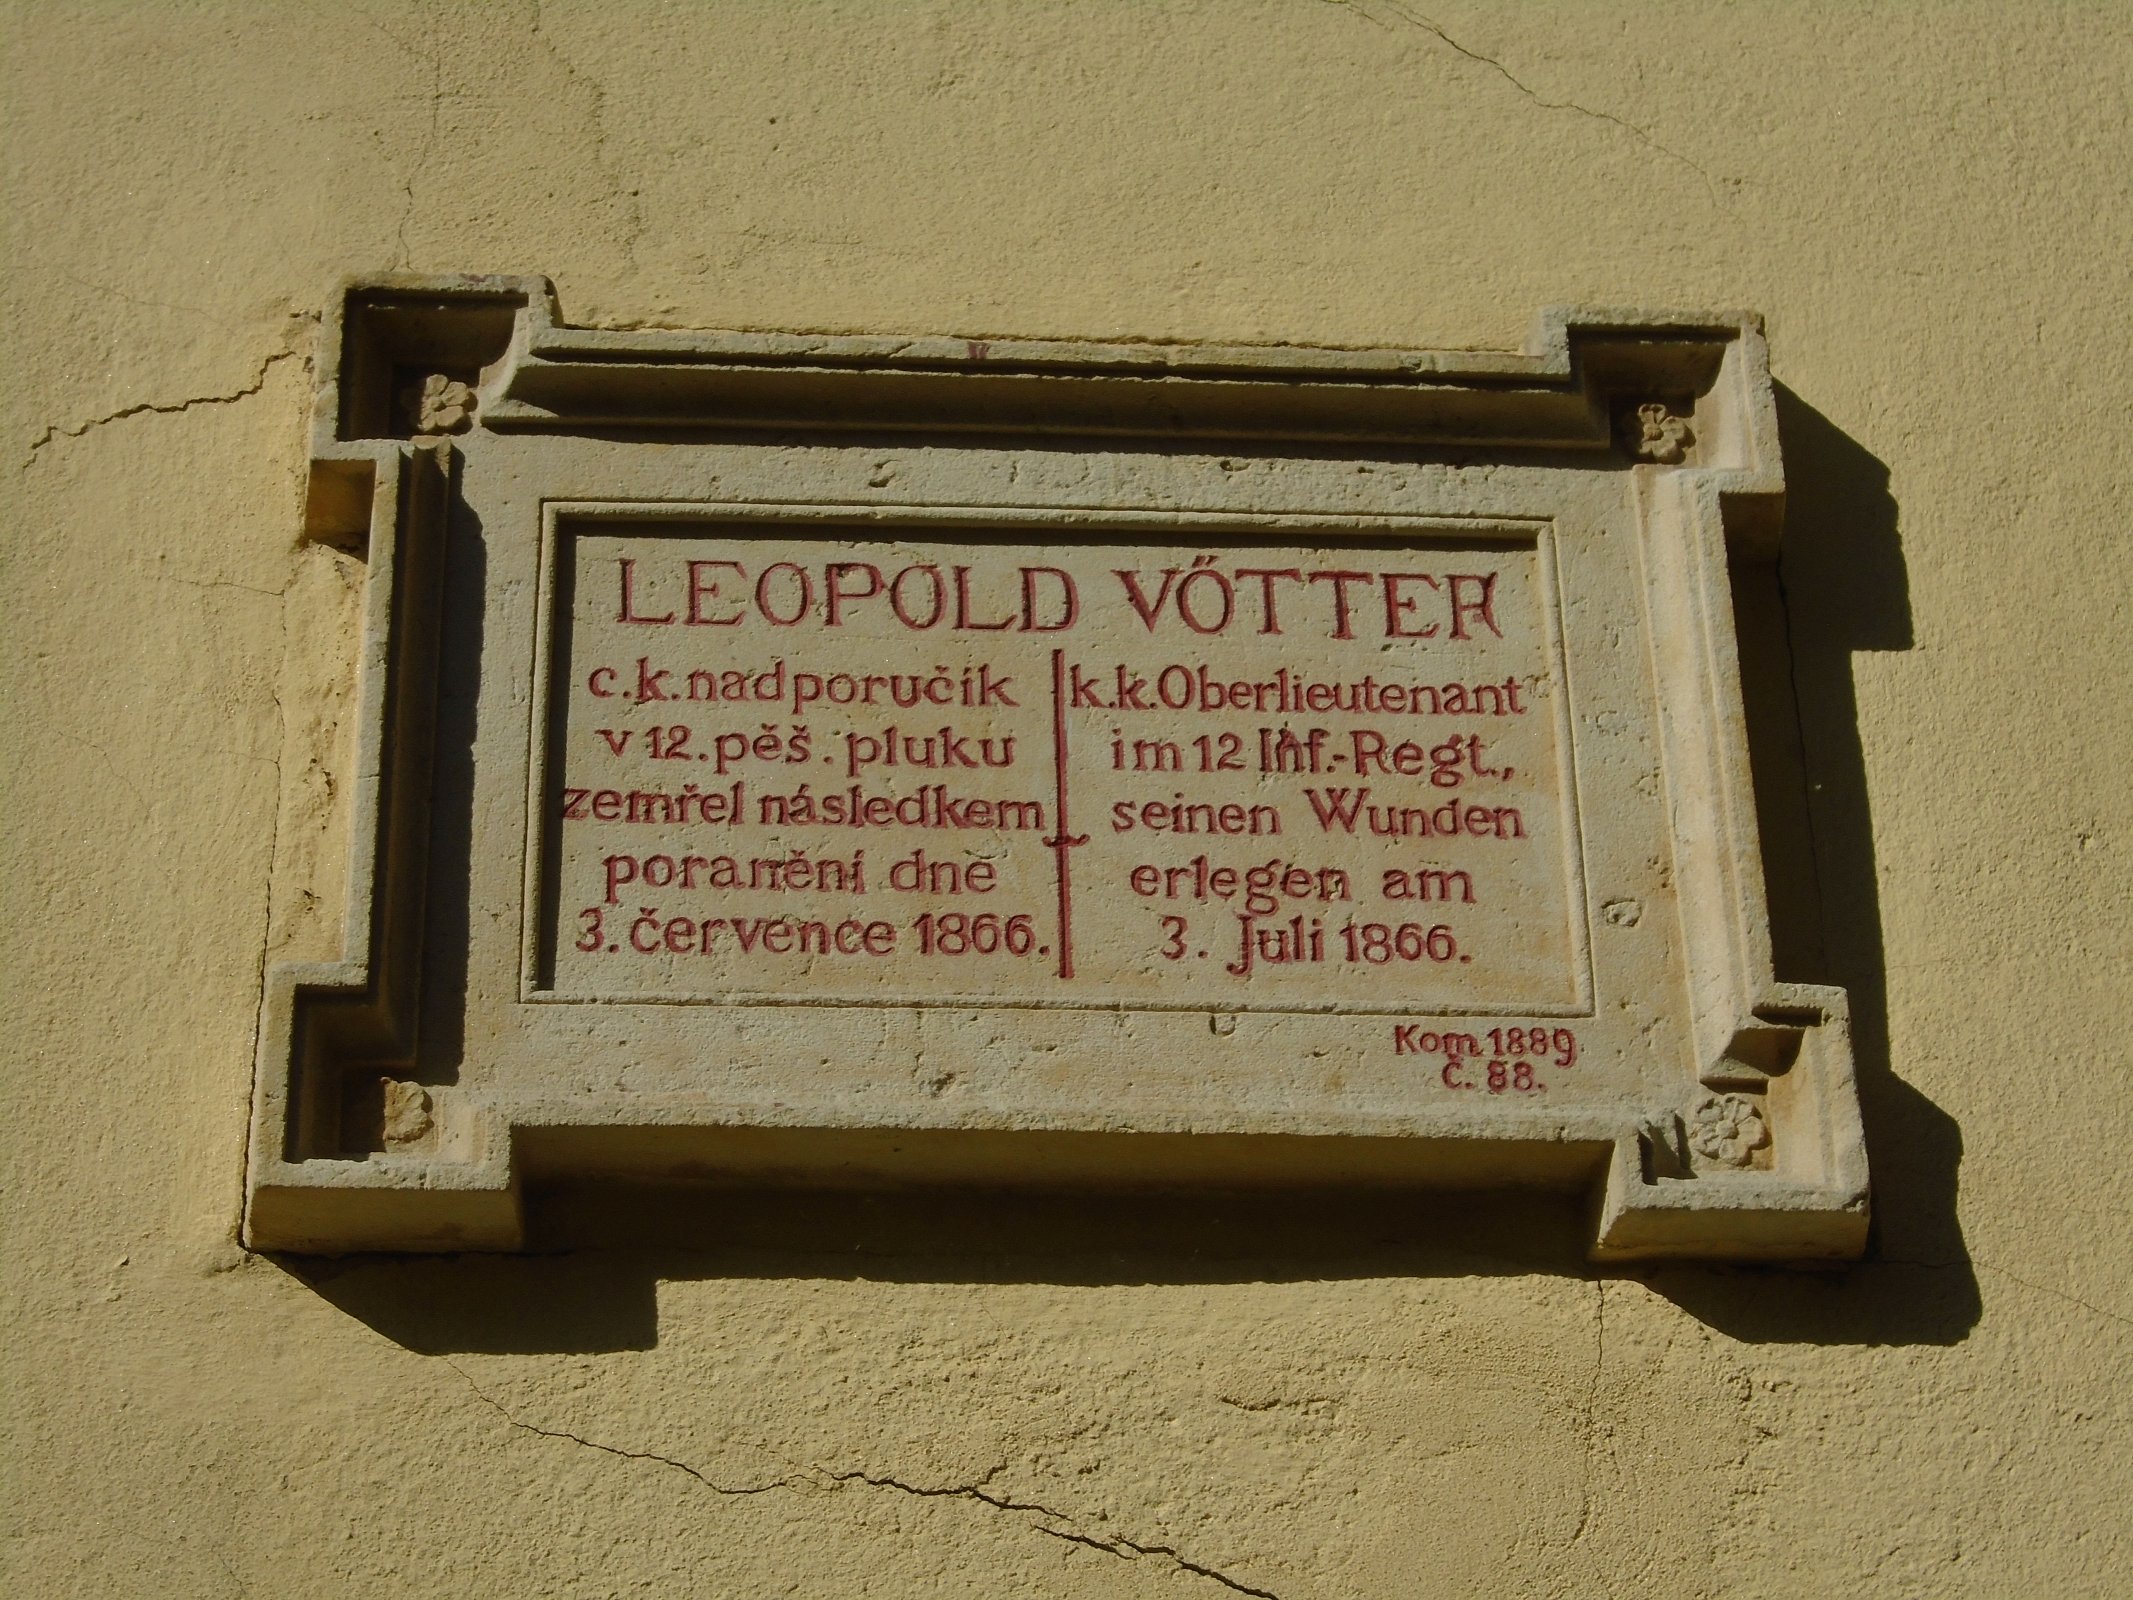 LEOPOLD VŐTTER
c.k.nadporučík
v 12.pěš.pluku
zemřel následkem
poranění dne
3.července 1866.
k.k.Oberlieutenant
im 12 Inf.-Regt.,
seinen Wunden
erlegen am
3. Juli 1866.
Kom.1889
č. 88.